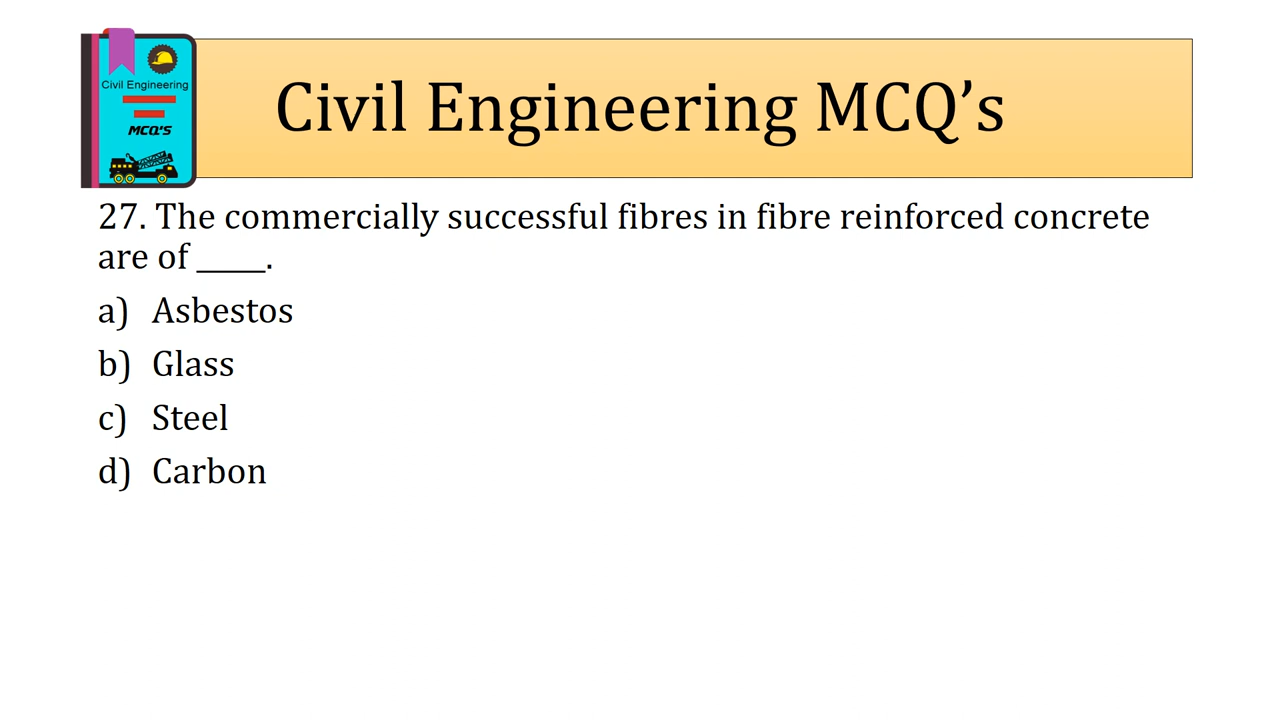 Civil Engineering
MCQ'S
Civil Engineering MCQ’s
27. The commercially successful fibres in fibre reinforced concrete
are of _____.
a) Asbestos
b) Glass
c) Steel
d) Carbon